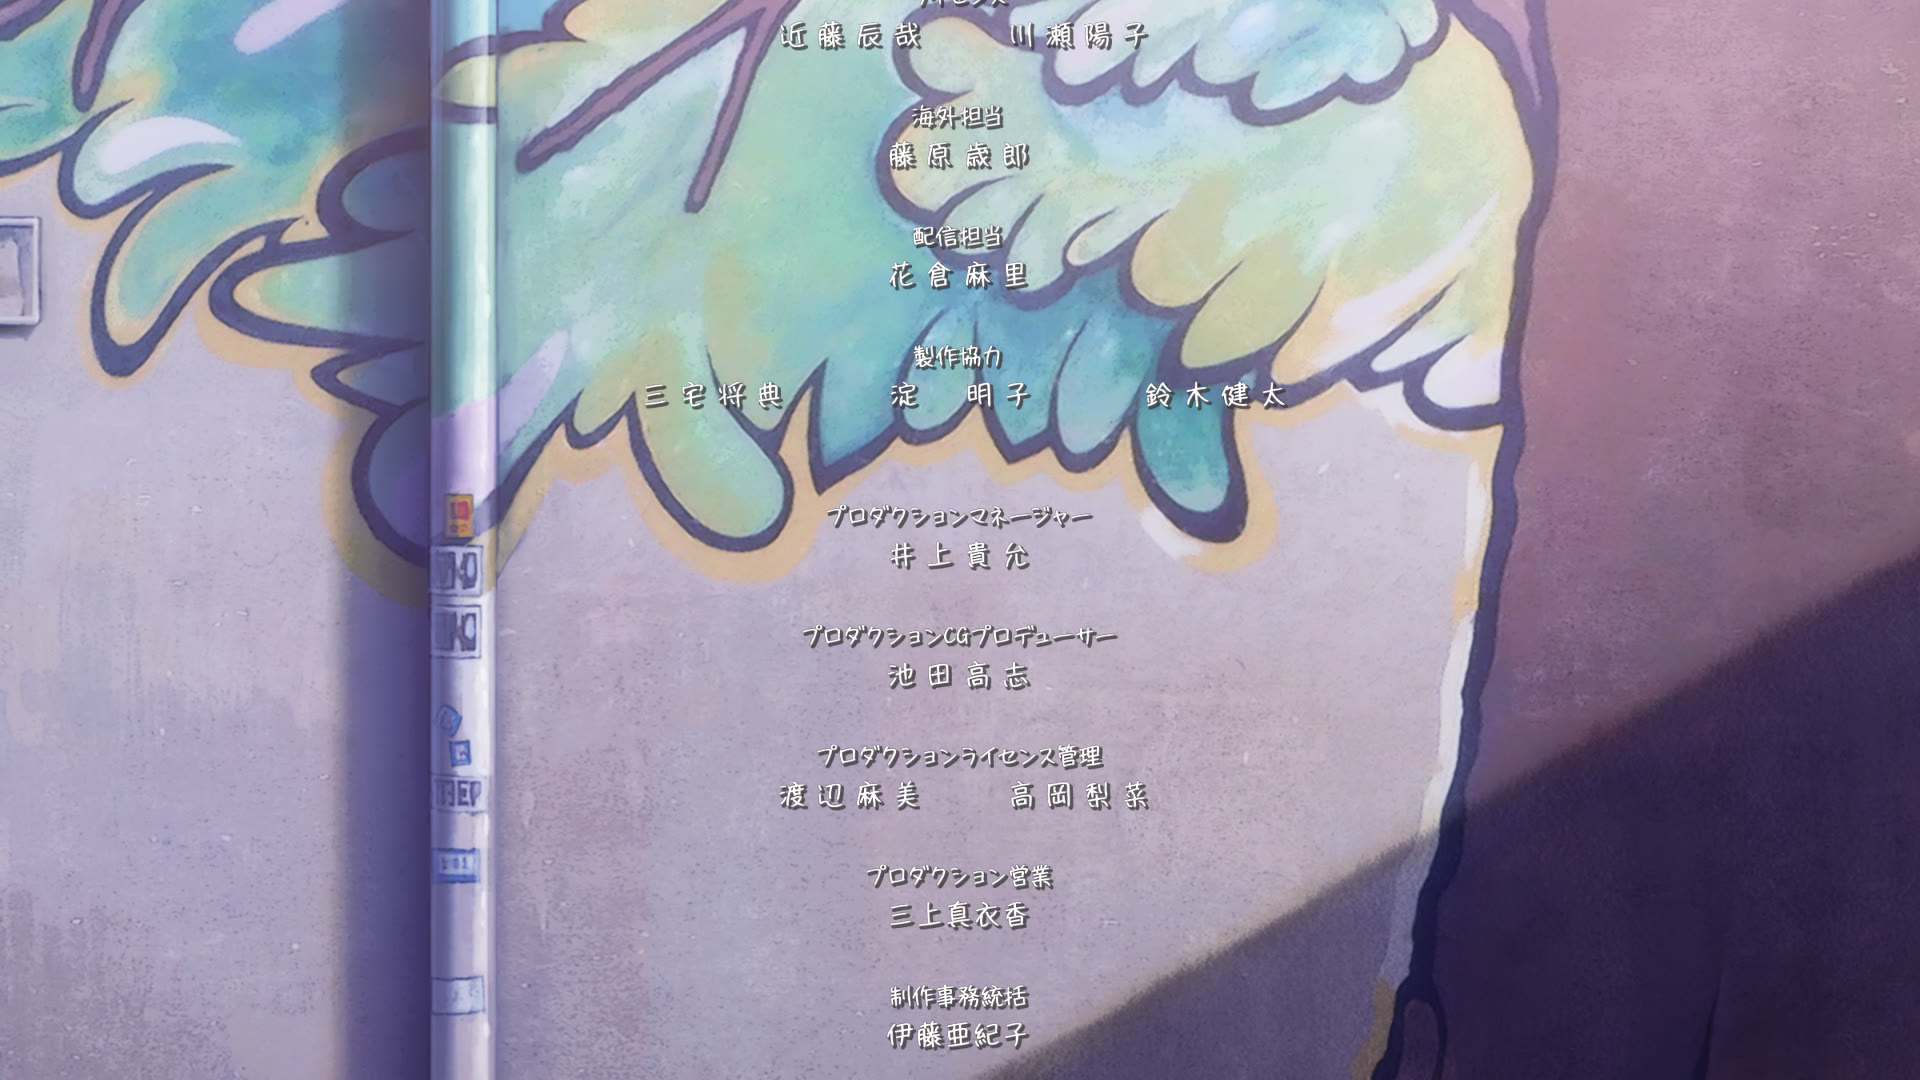 ライセンス
近藤辰哉 川瀬陽子
海外担当
藤原歳郎
配信担当
花倉麻里
製作協力
三宅将典 淀 明子 鈴木健太
プロダクションマネージャー
井上貴允
プロダクションCGプロデューサー
池田高志
プロダクションライセンス管理
渡辺麻美 高岡梨菜
プロダクション営業
三上真衣香
制作事務統括
伊藤亜紀子